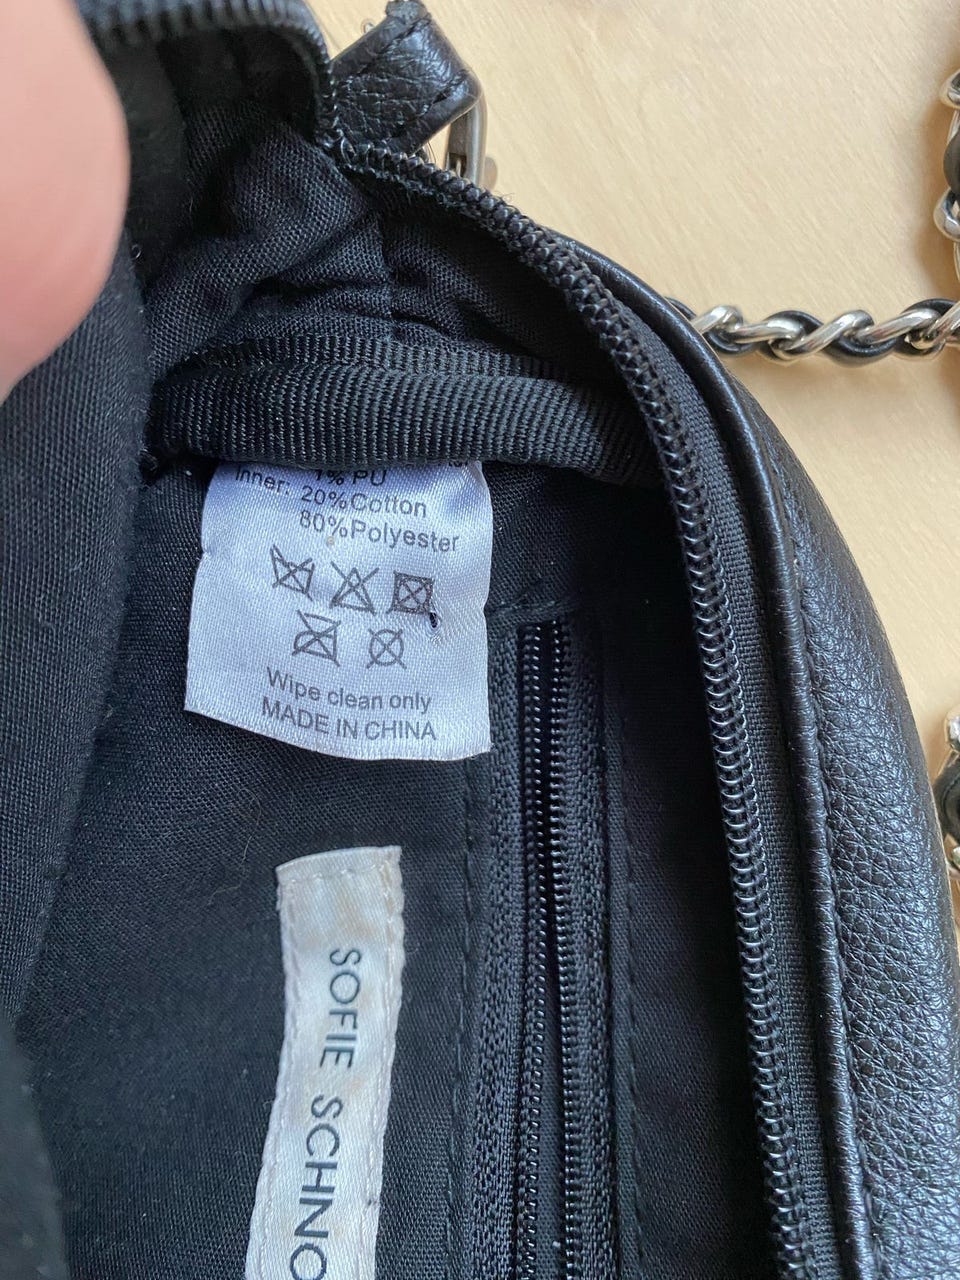 1% PU
Inner: 20%Cotton
80%Polyester
Wipe clean only
MADE IN CHINA
SOFIE SCHNO